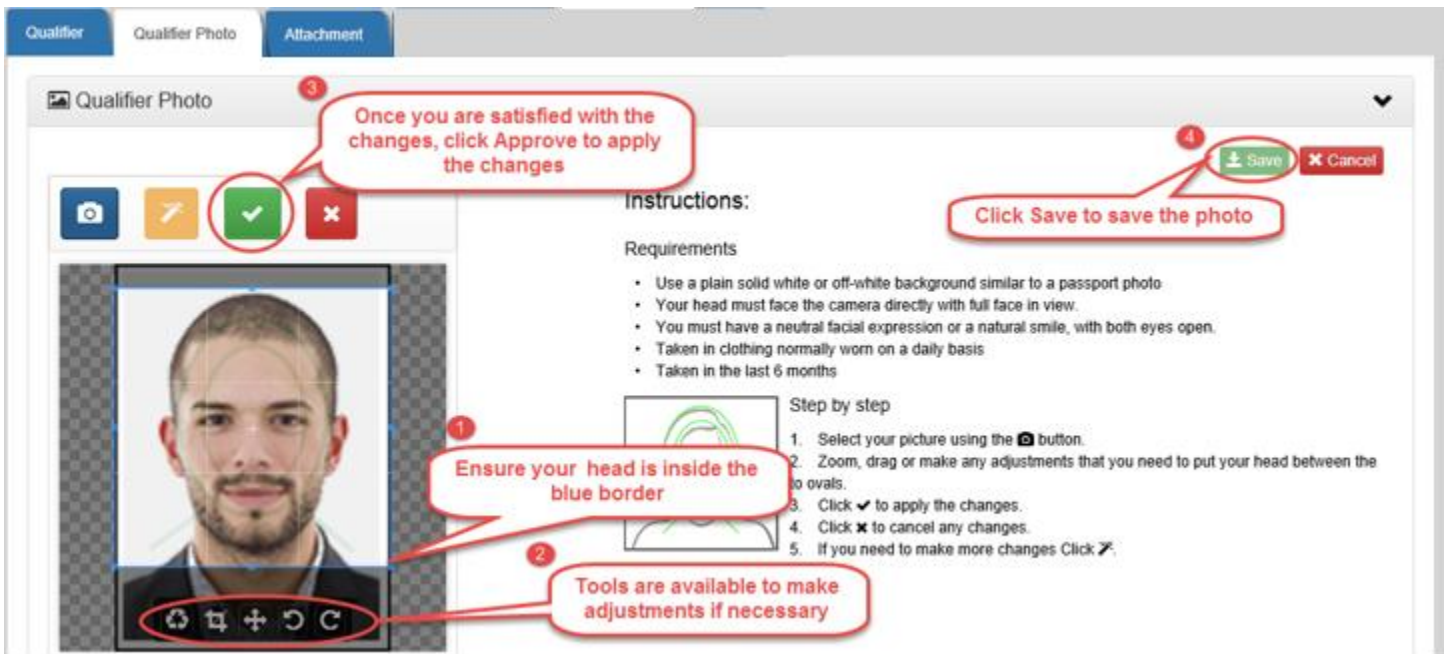 Qualifier
Qualifier Photo
Attachment
Qualifier Photo
3
Once you are satisfied with the
changes, click Approve to apply
the changes
4
Save
Cancel
Click Save to save the photo
Instructions:
Requirements
• Use a plain solid white or off-white background similar to a passport photo
• Your head must face the camera directly with full face in view.
• You must have a neutral facial expression or a natural smile, with both eyes open.
• Taken in clothing normally worn on a daily basis
• Taken in the last 6 months
1
Ensure your head is inside the
blue border
Step by step
1. Select your picture using the button.
2. Zoom, drag or make any adjustments that you need to put your head between the
to ovals.
3. Click ✔ to apply the changes.
4. Click ✖ to cancel any changes.
5. If you need to make more changes Click .
2
Tools are available to make
adjustments if necessary